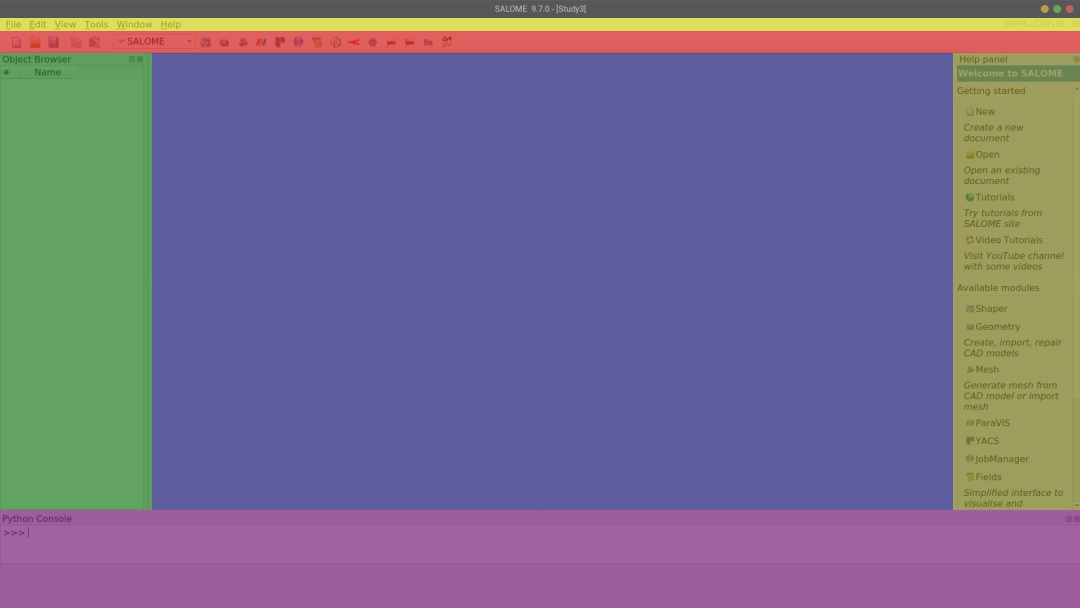 SALOME 9.7.0 - [Study3]
File Edit View Tools Window Help
SALOME
Object Browser
Name
Help panel
Welcome to SALOME
Getting started
New
Create a new
document
Open
Open an existing
document
Tutorials
Try tutorials from
SALOME site
Video Tutorials
Visit YouTube channel
with some videos
Available modules
Shaper
Geometry
Create, import, repair
CAD models
Mesh
Generate mesh from
CAD model or import
mesh
ParaViS
YACS
JobManager
Fields
Simplified interface to
visualise and
Python Console
>>>